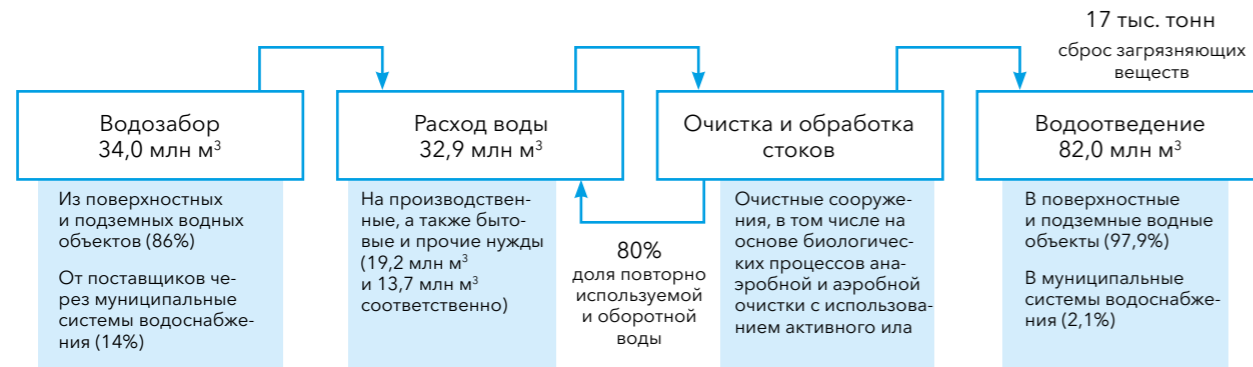 17 тыс. тонн
сброс загрязняющих
веществ
Водозабор
34,0 млн м³
Из поверхностных
и подземных водных
объектов (86%)
От поставщиков че-
рез муниципальные
системы водоснабже-
ния (14%)
Расход воды
32,9 млн м³
На производствен-
ные, а также быто-
вые и прочие нужды
(19,2 млн м³
и 13,7 млн м³
соответственно)
80%
доля повторно
используемой
и оборотной
воды
Очистка и обработка
стоков
Очистные сооруже-
ния, в том числе на
основе биологичес-
ких процессов ана-
эробной и аэробной
очистки с использова-
нием активного ила
Водоотведение
82,0 млн м³
В поверхностные
и подземные водные
объекты (97,9%)
В муниципальные
системы водоснабже-
ния (2,1%)